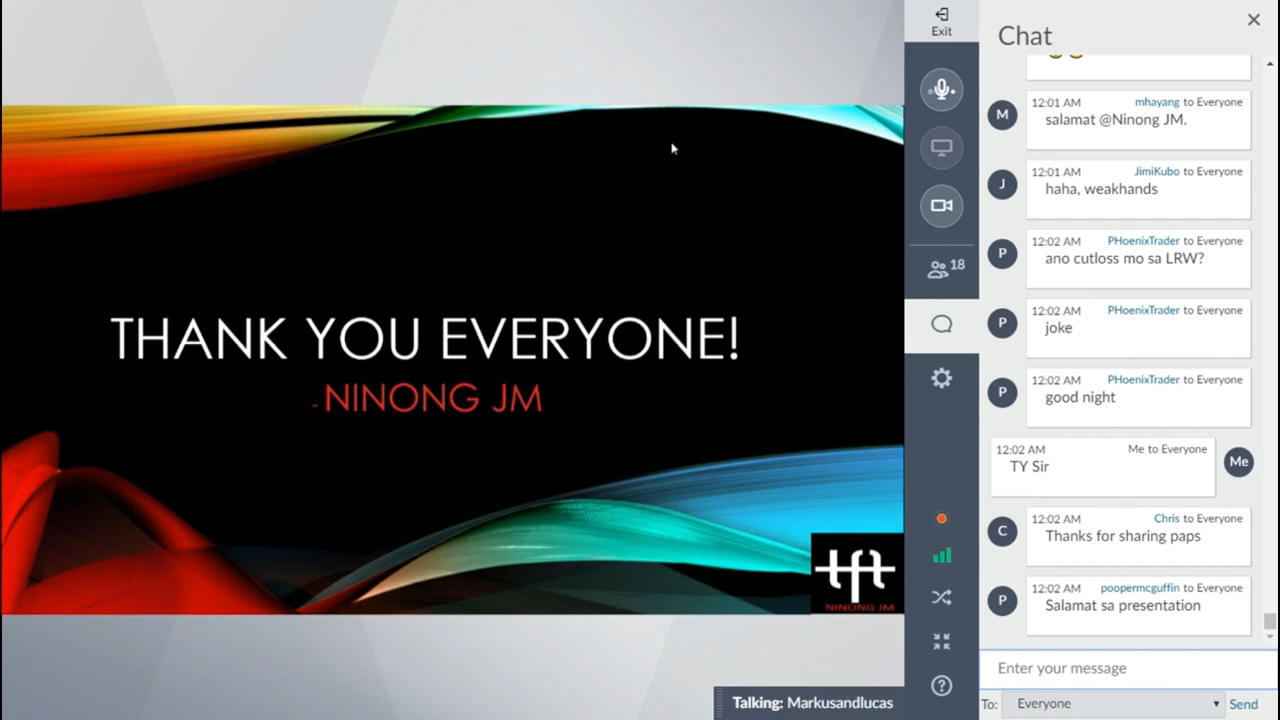 THANK YOU EVERYONE!
- NINONG JM
tft
NINONG JM
Talking: Markusandlucas
Exit
18
Chat
M
12:01 AM mhayang to Everyone
salamat @Ninong JM.
J
12:01 AM JimiKubo to Everyone
haha, weakhands
P
12:02 AM PHoenixTrader to Everyone
ano cutloss mo sa LRW?
P
12:02 AM PHoenixTrader to Everyone
joke
P
12:02 AM PHoenixTrader to Everyone
good night
12:02 AM Me to Everyone
TY Sir
Me
C
12:02 AM Chris to Everyone
Thanks for sharing paps
P
12:02 AM poopermcguffin to Everyone
Salamat sa presentation
Enter your message
To: Everyone Send